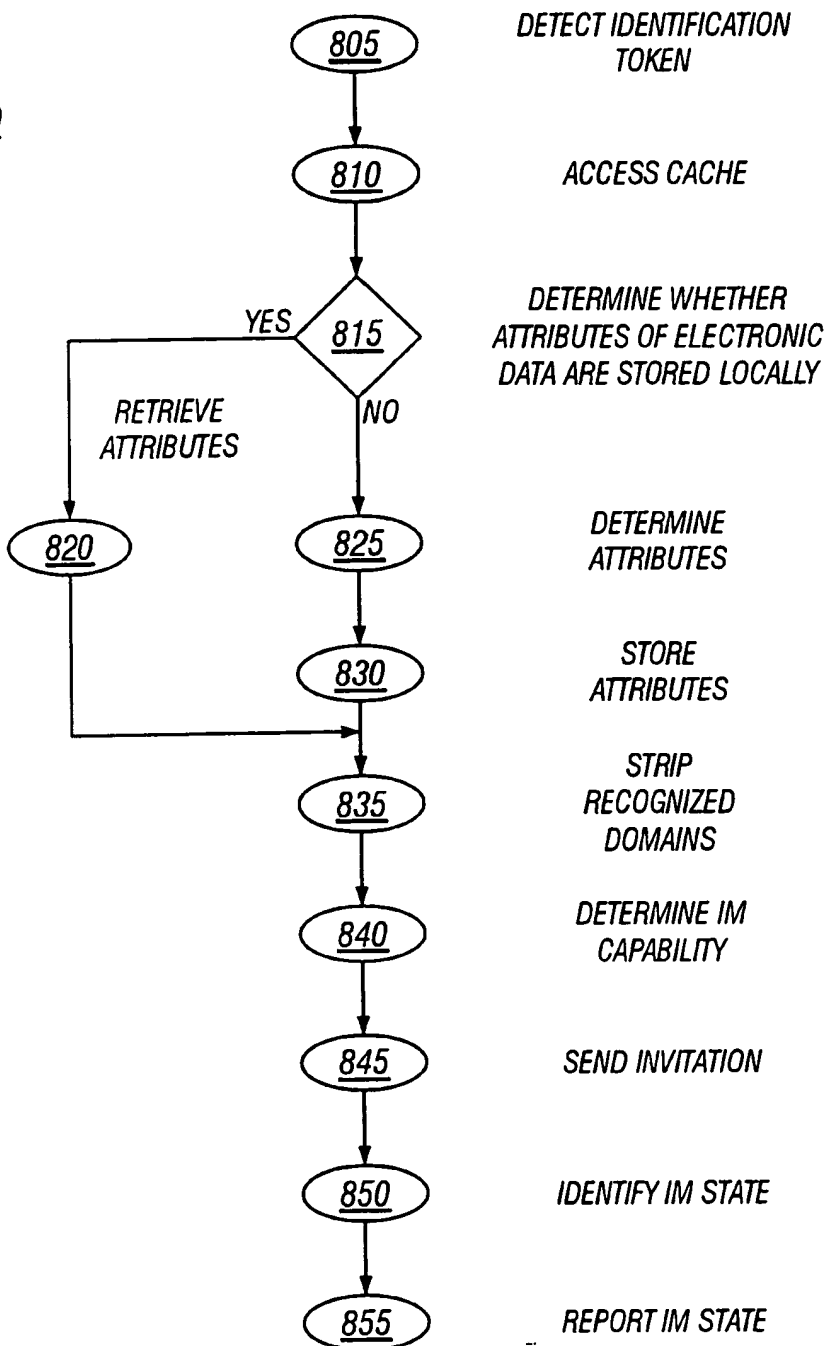 805
DETECT IDENTIFICATION
TOKEN
810
ACCESS CACHE
815
YES
NO
DETERMINE WHETHER
ATTRIBUTES OF ELECTRONIC
DATA ARE STORED LOCALLY
RETRIEVE
ATTRIBUTES
820
825
DETERMINE
ATTRIBUTES
830
STORE
ATTRIBUTES
835
STRIP
RECOGNIZED
DOMAINS
840
DETERMINE IM
CAPABILITY
845
SEND INVITATION
850
IDENTIFY IM STATE
855
REPORT IM STATE